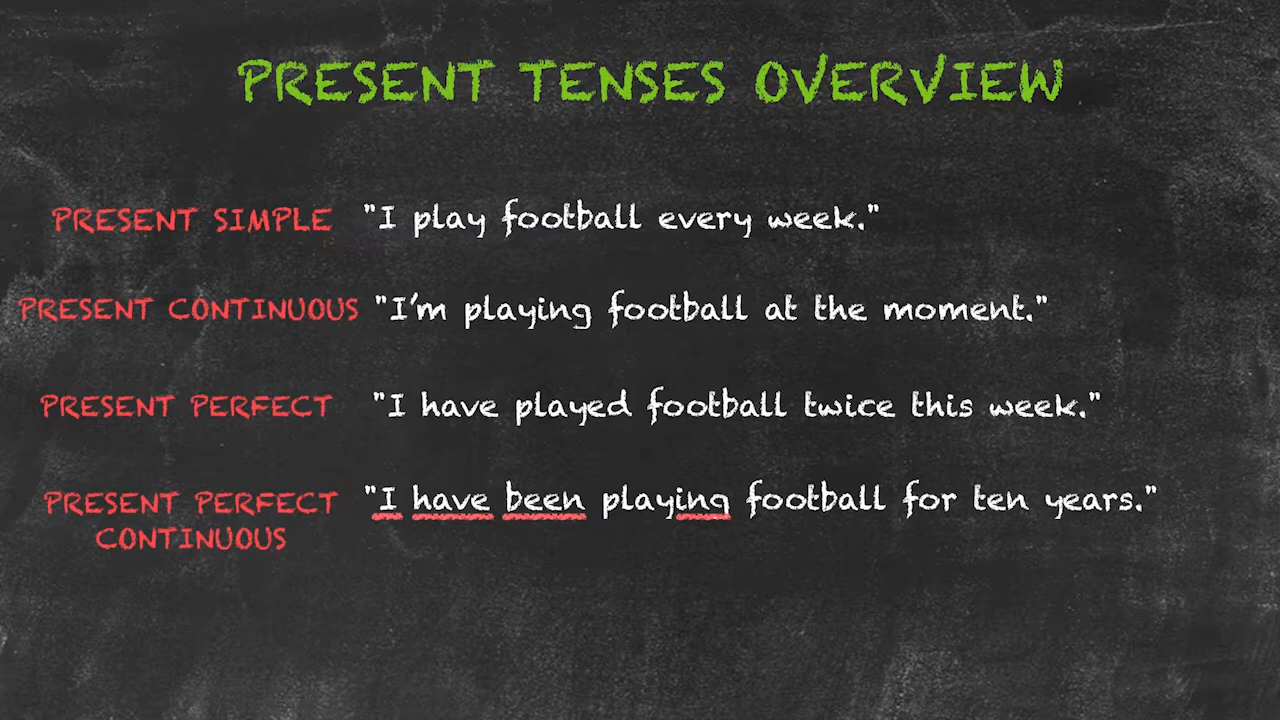 PRESENT TENSES OVERVIEW
PRESENT SIMPLE "I play football every week."
PRESENT CONTINUOUS "I'm playing football at the moment."
PRESENT PERFECT "I have played football twice this week."
PRESENT PERFECT "I have been playing football for ten years."
CONTINUOUS